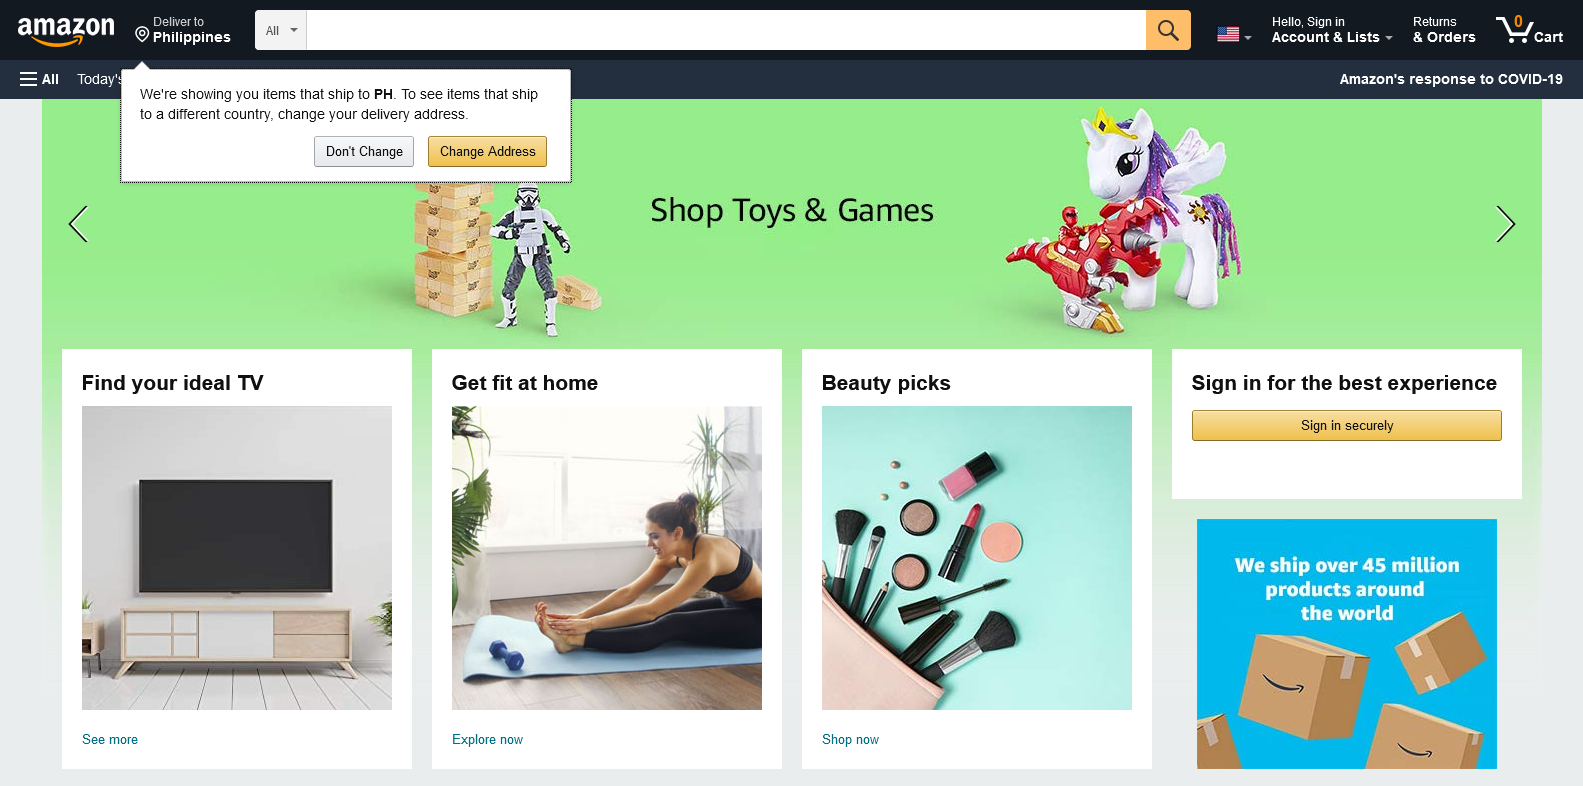 amazon
Deliver to
Philippines
All
Hello, Sign in
Account & Lists
Returns
& Orders
0
Cart
All
Today's
Amazon's response to COVID-19
We're showing you items that ship to PH. To see items that ship
to a different country, change your delivery address.
Don't Change
Change Address
Shop Toys & Games
Find your ideal TV
See more
Get fit at home
Explore now
Beauty picks
Shop now
Sign in for the best experience
Sign in securely
We ship over 45 million
products around
the world